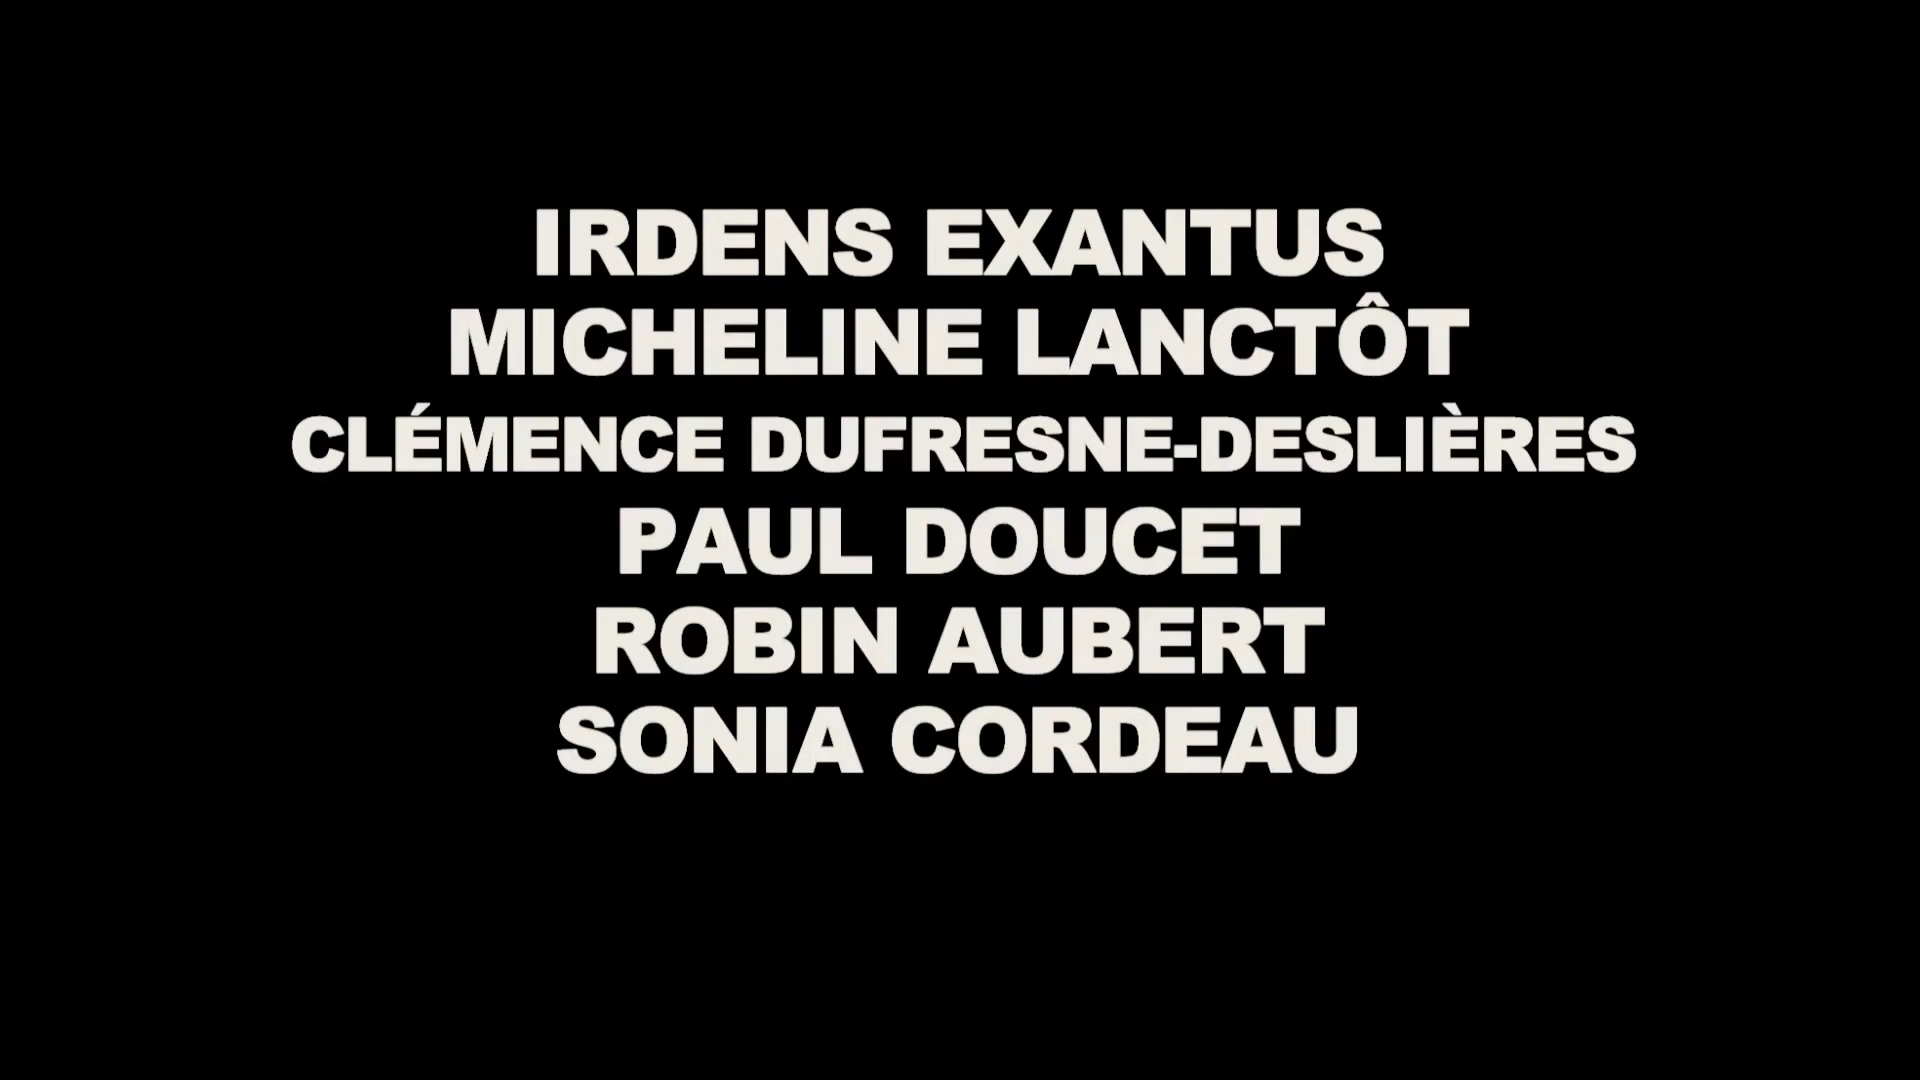 IRDENS EXANTUS
MICHELINE LANCTÔT
CLÉMENCE DUFRESNE-DESLIÈRES
PAUL DOUCET
ROBIN AUBERT
SONIA CORDEAU